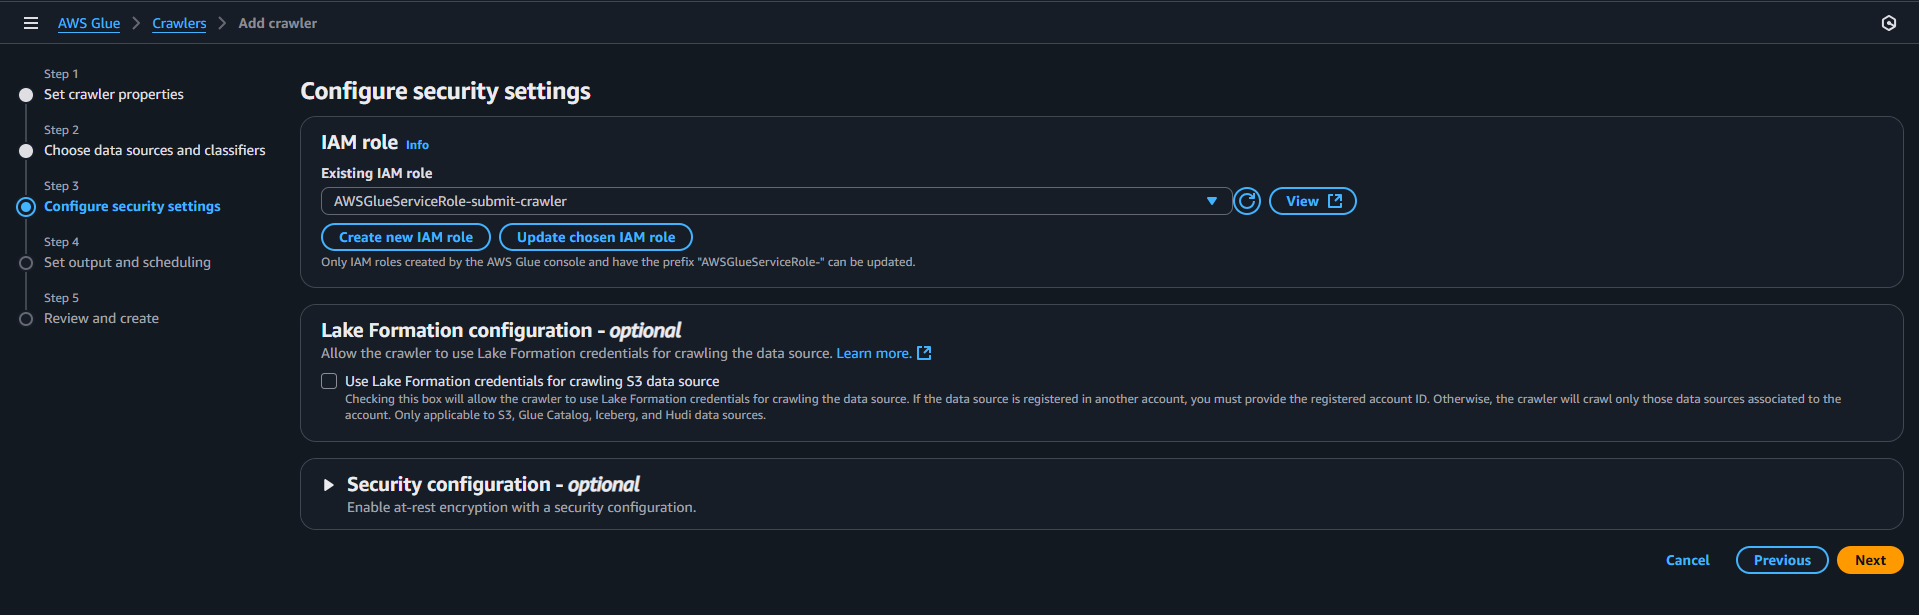 AWS Glue > Crawlers > Add crawler
Step 1
Set crawler properties
Step 2
Choose data sources and classifiers
Step 3
Configure security settings
Step 4
Set output and scheduling
Step 5
Review and create
Configure security settings
IAM role Info
Existing IAM role
AWSGlueServiceRole-submit-crawler
View
Create new IAM role
Update chosen IAM role
Only IAM roles created by the AWS Glue console and have the prefix "AWSGlueServiceRole-" can be updated.
Lake Formation configuration - optional
Allow the crawler to use Lake Formation credentials for crawling the data source. Learn more.
Use Lake Formation credentials for crawling S3 data source
Checking this box will allow the crawler to use Lake Formation credentials for crawling the data source. If the data source is registered in another account, you must provide the registered account ID. Otherwise, the crawler will crawl only those data sources associated to the
account. Only applicable to S3, Glue Catalog, Iceberg, and Hudi data sources.
Security configuration - optional
Enable at-rest encryption with a security configuration.
Cancel
Previous
Next